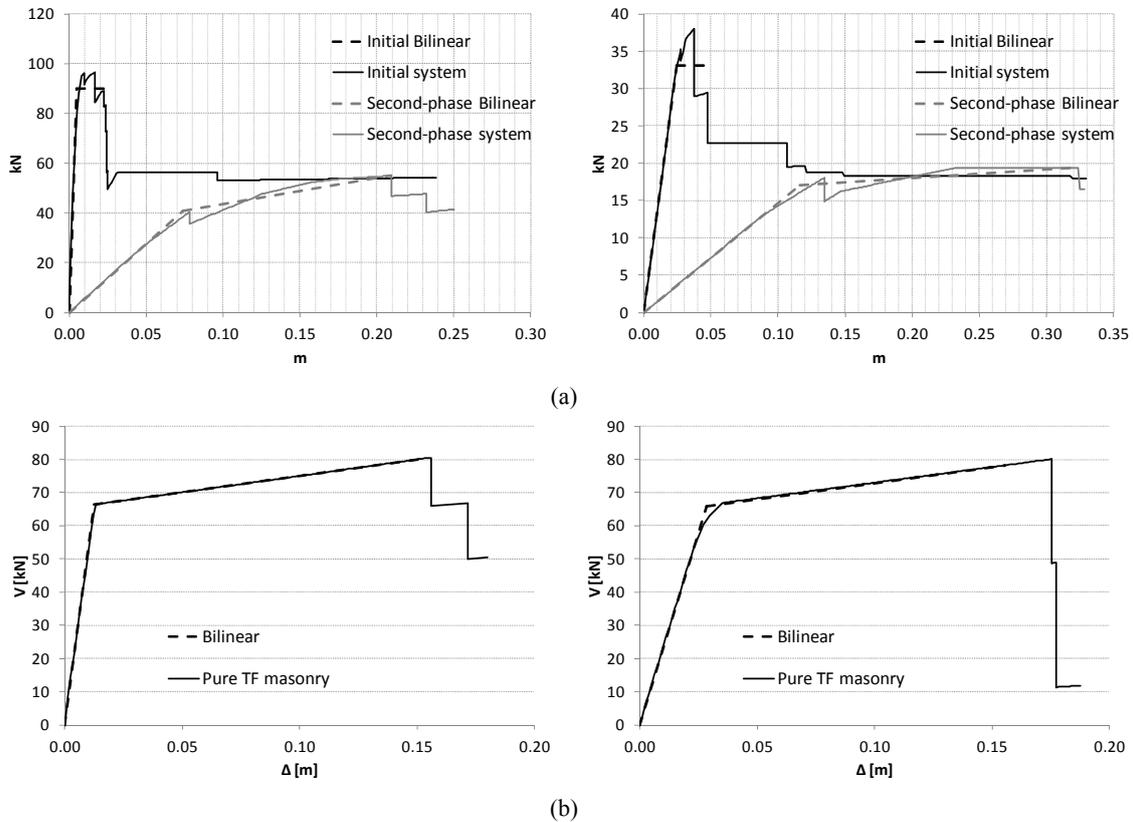 120
100
80
60
40
20
0
kN
0.00 0.05 0.10 0.15 0.20 0.25 0.30
m
Initial Bilinear
Initial system
Second-phase Bilinear
Second-phase system
40
35
30
25
20
15
10
5
0
kN
0.00 0.05 0.10 0.15 0.20 0.25 0.30 0.35
m
Initial Bilinear
Initial system
Second-phase Bilinear
Second-phase system
(a)
90
80
70
60
50
40
30
20
10
0
V [kN]
0.00 0.05 0.10 0.15 0.20
Δ [m]
Bilinear
Pure TF masonry
90
80
70
60
50
40
30
20
10
0
V [kN]
0.00 0.05 0.10 0.15 0.20
Δ [m]
Bilinear
Pure TF masonry
(b)